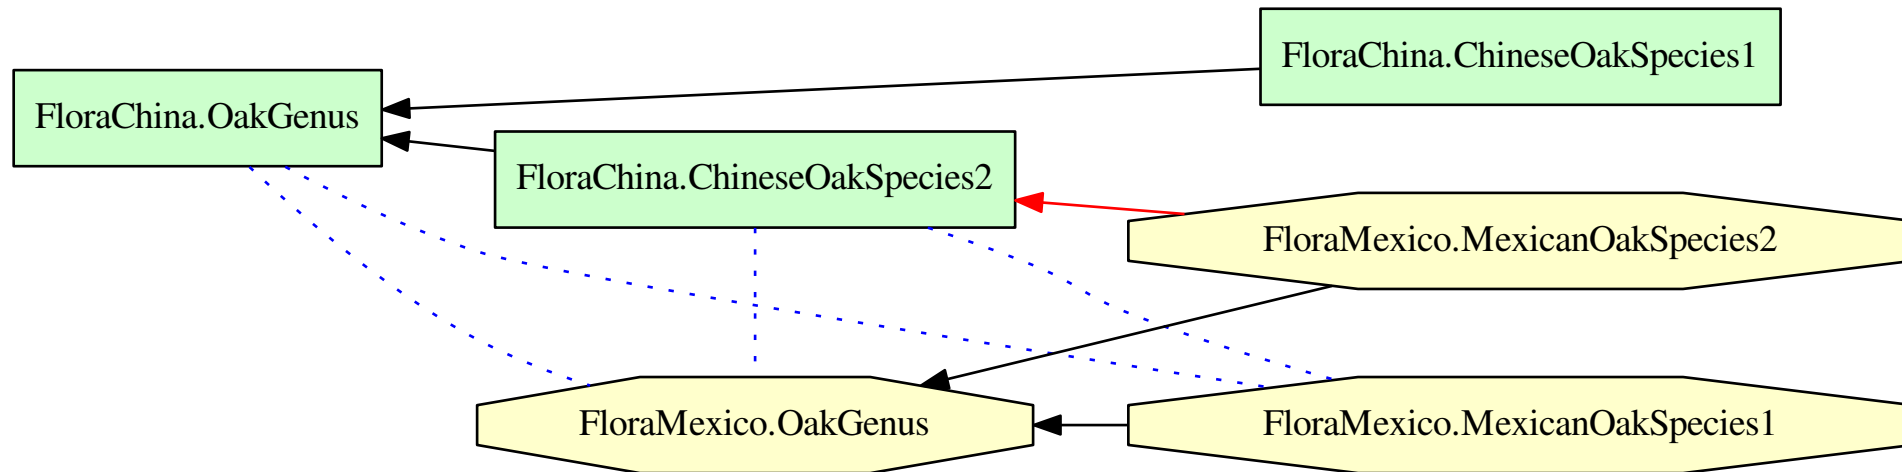 FloraChina.ChineseOakSpecies1
FloraChina.OakGenus
FloraChina.ChineseOakSpecies2
FloraMexico.MexicanOakSpecies2
FloraMexico.OakGenus
FloraMexico.MexicanOakSpecies1